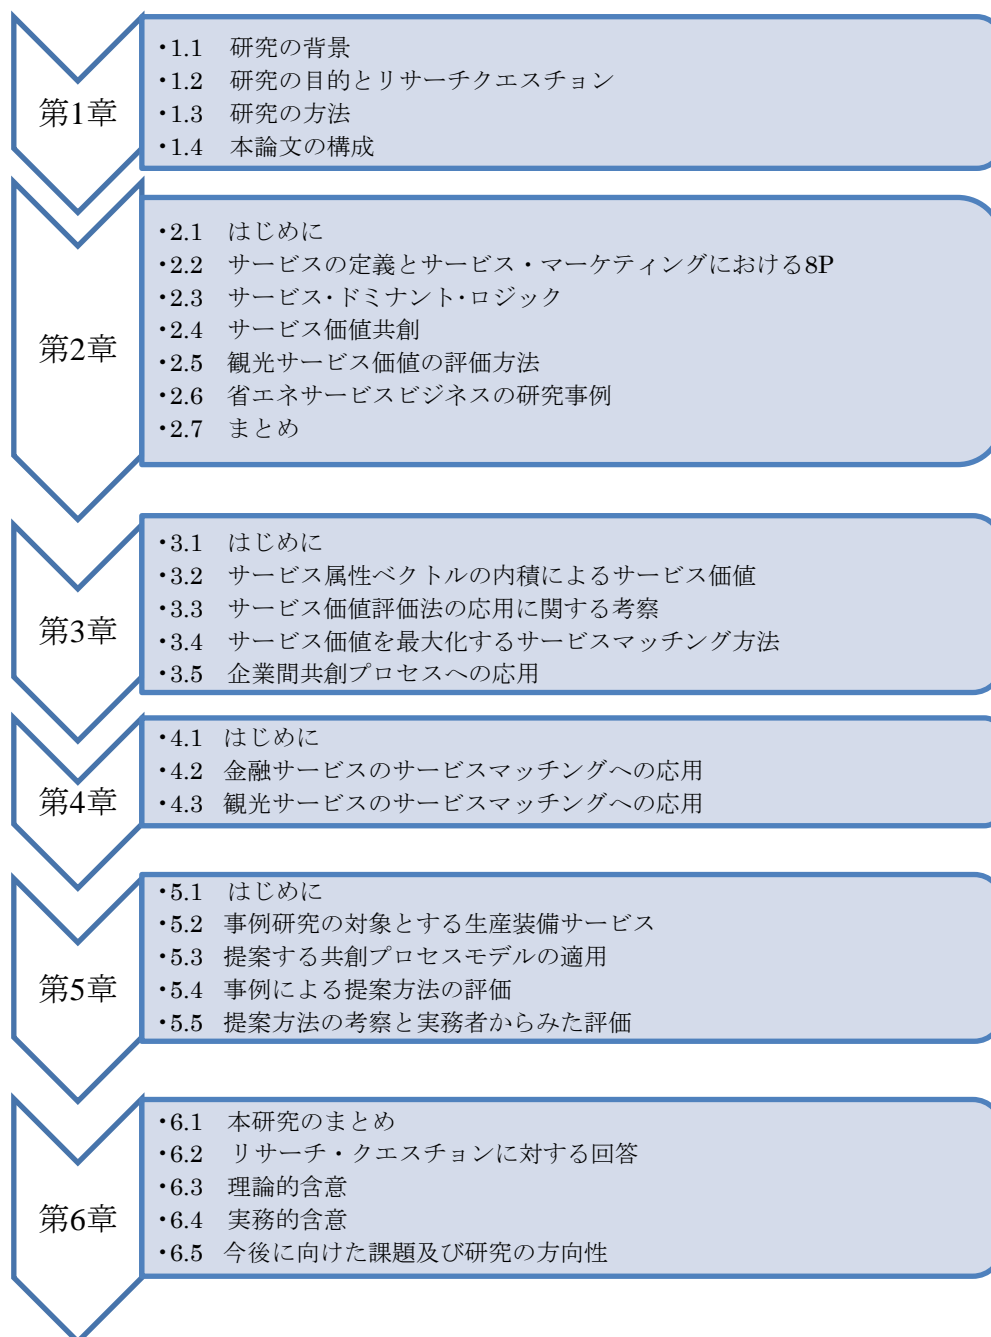 第1章
・1.1 研究の背景
・1.2 研究の目的とリサーチクエスチョン
・1.3 研究の方法
・1.4 本論文の構成
第2章
・2.1 はじめに
・2.2 サービスの定義とサービス・マーケティングにおける8P
・2.3 サービス・ドミナント・ロジック
・2.4 サービス価値共創
・2.5 観光サービス価値の評価方法
・2.6 省エネサービスビジネスの研究事例
・2.7 まとめ
第3章
・3.1 はじめに
・3.2 サービス属性ベクトルの内積によるサービス価値
・3.3 サービス価値評価法の応用に関する考察
・3.4 サービス価値を最大化するサービスマッチング方法
・3.5 企業間共創プロセスへの応用
第4章
・4.1 はじめに
・4.2 金融サービスのサービスマッチングへの応用
・4.3 観光サービスのサービスマッチングへの応用
第5章
・5.1 はじめに
・5.2 事例研究の対象とする生産装備サービス
・5.3 提案する共創プロセスモデルの適用
・5.4 事例による提案方法の評価
・5.5 提案方法の考察と実務者からみた評価
第6章
・6.1 本研究のまとめ
・6.2 リサーチ・クエスチョンに対する回答
・6.3 理論的含意
・6.4 実務的含意
・6.5 今後に向けた課題及び研究の方向性